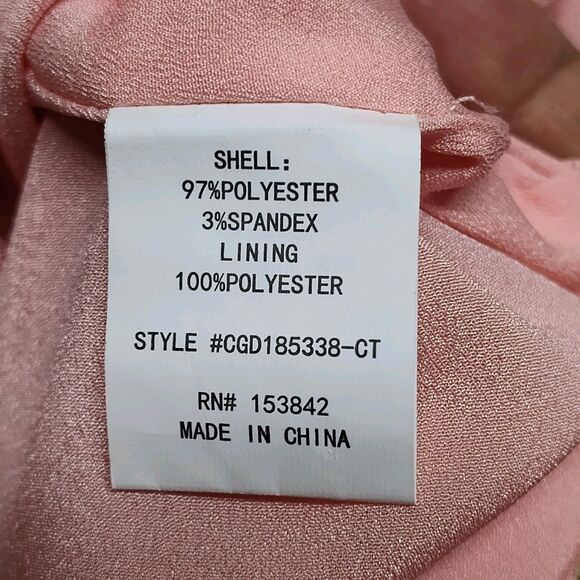 SHELL:
97%POLYESTER
3%SPANDEX
LINING
100%POLYESTER
STYLE #CGD185338-CT
RN# 153842
MADE IN CHINA